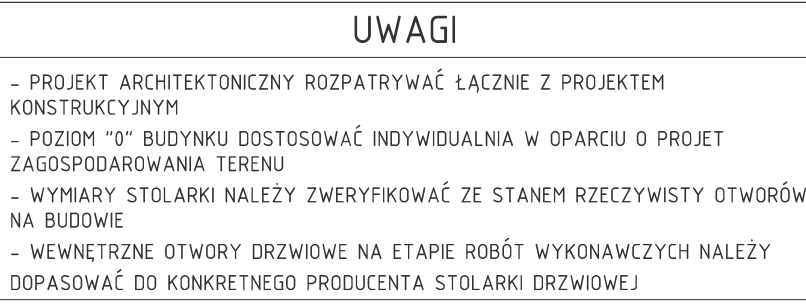 UWAGI
- PROJEKT ARCHITEKTONICZNY ROZPATRYWAĆ ŁĄCZNIE Z PROJEKTEM
KONSTRUKCYJNYM
- POZIOM "0" BUDYNKU DOSTOSOWAĆ INDYWIDUALNIA W OPARCIU O PROJET
ZAGOSPODAROWANIA TERENU
- WYMIARY STOLARKI NALEŻY ZWERYFIKOWAĆ ZE STANEM RZECZYWISTY OTWORÓW
NA BUDOWIE
- WEWNĘTRZNE OTWORY DRZWIOWE NA ETAPIE ROBÓT WYKONAWCZYCH NALEŻY
DOPASOWAĆ DO KONKRETNEGO PRODUCENTA STOLARKI DRZWIOWEJ